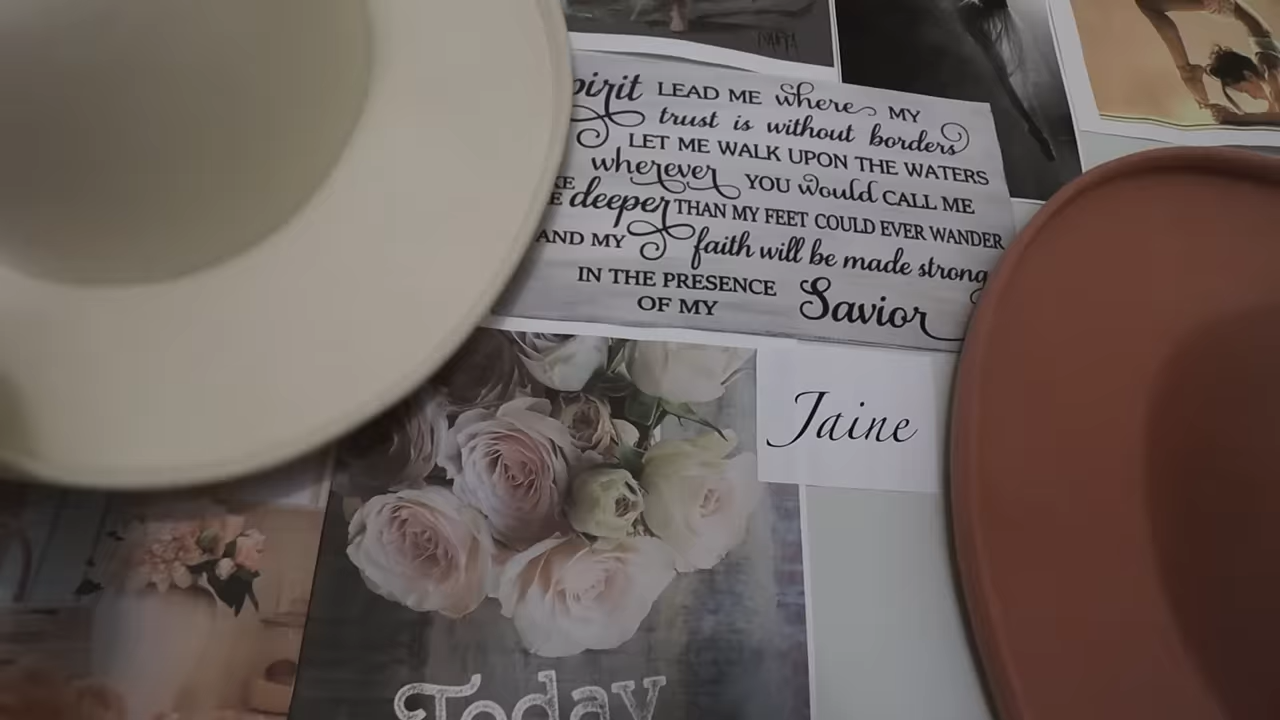 pirit LEAD ME where MY
trust is without borders
LET ME WALK UPON THE WATERS
wherever YOU would CALL ME
deeper THAN MY FEET COULD EVER WANDER
AND MY faith will be made strong
IN THE PRESENCE
OF MY Savior
Jaine
Today